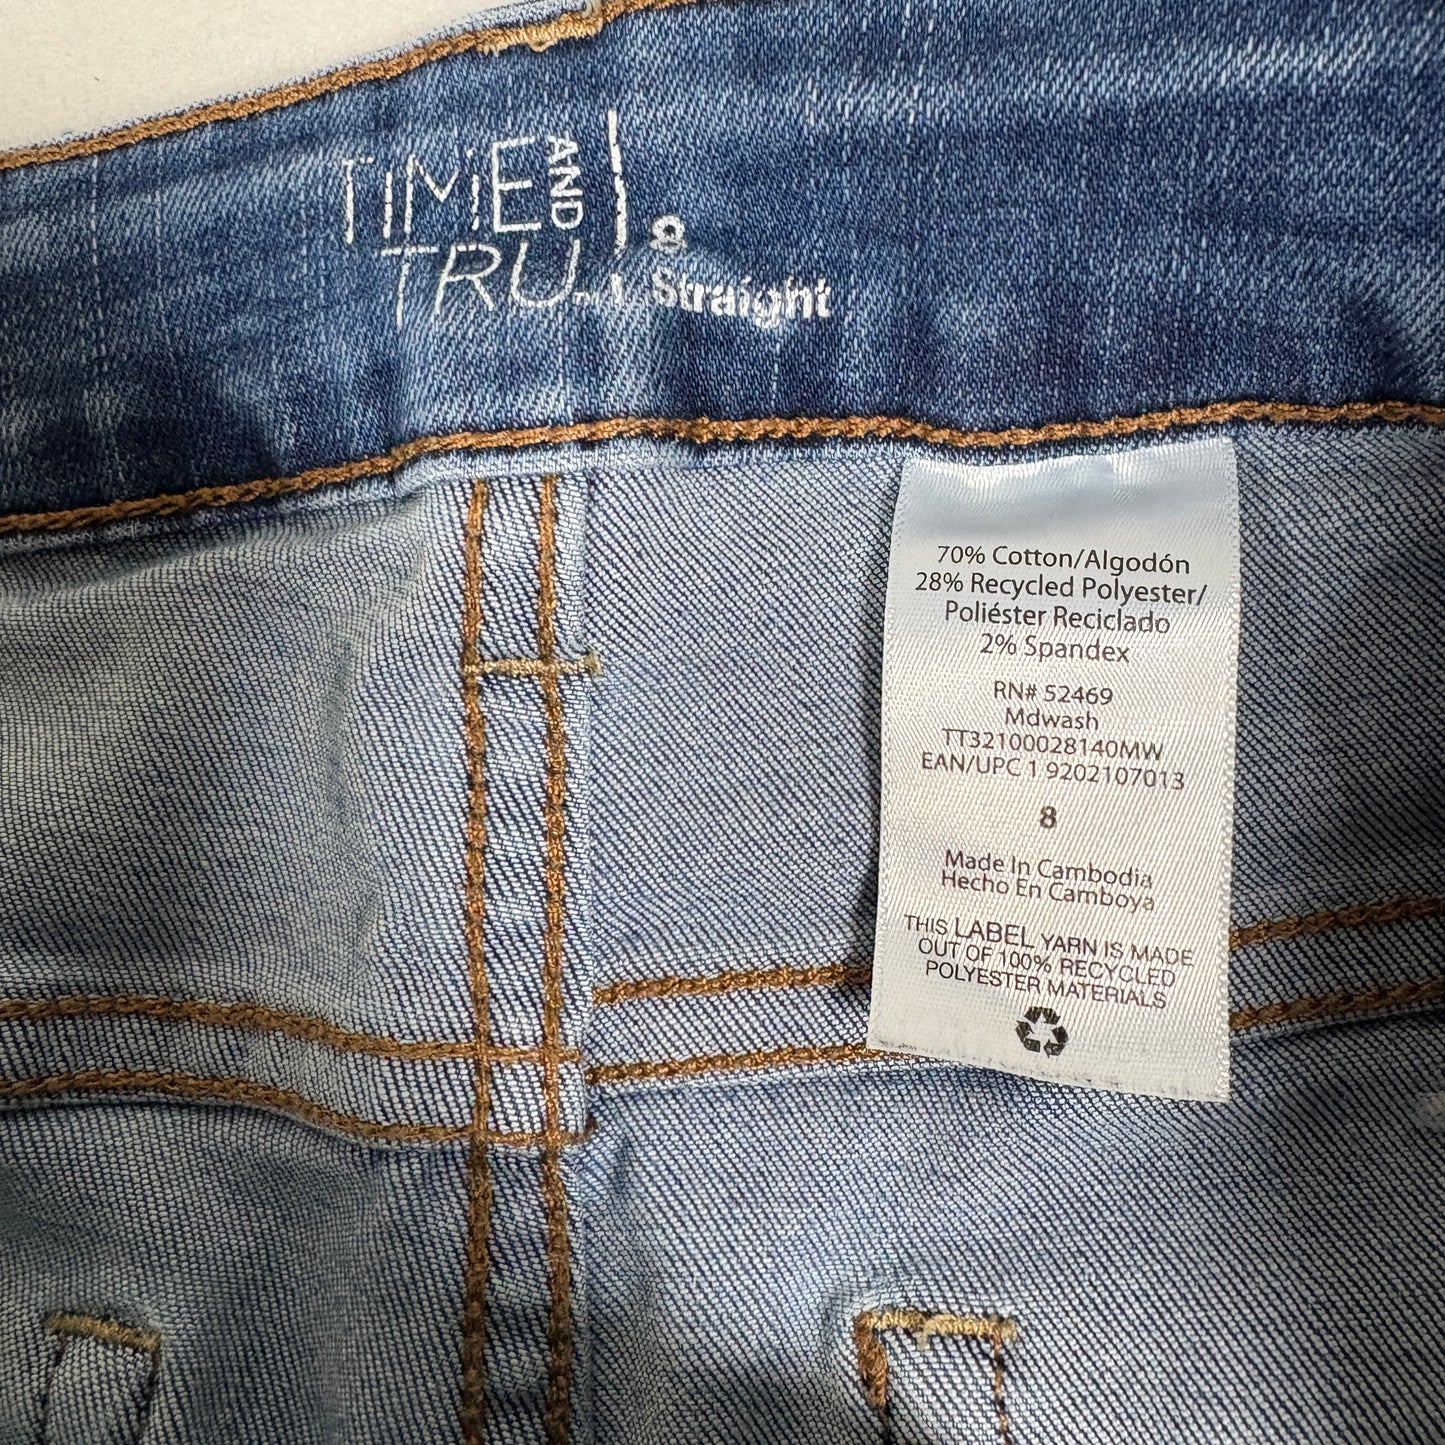 TIME AND
TRU
8
Straight
70% Cotton/Algodón
28% Recycled Polyester/
Poliéster Reciclado
2% Spandex
RN# 52469
Mdwash
TT32100028140MW
EAN/UPC 1 9202107013
8
Made In Cambodia
Hecho En Camboya
THIS LABEL YARN IS MADE
OUT OF 100% RECYCLED
POLYESTER MATERIALS